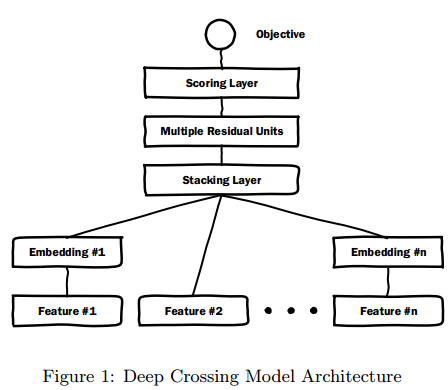 Objective
Scoring Layer
Multiple Residual Units
Stacking Layer
Embedding #1
Embedding #n
Feature #1
Feature #2
Feature #n
Figure 1: Deep Crossing Model Architecture